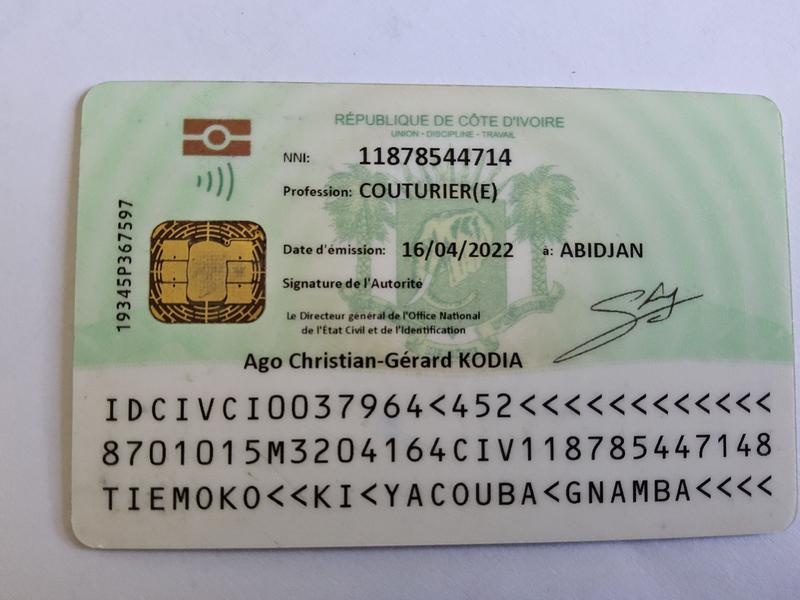 RÉPUBLIQUE DE CÔTE D'IVOIRE
UNION - DISCIPLINE - TRAVAIL
NNI: 11878544714
Profession: COUTURIER(E)
19345P367597
Date d'émission: 16/04/2022 à: ABIDJAN
Signature de l'Autorité
Le Directeur général de l'Office National
de l'État Civil et de l'Identification
Ago Christian-Gérard KODIA
IDCIVCI0037964<452<<<<<<<<<<<<
8701015M3204164CIV118785447148
TIEMOKO<<KI<YACOUBA<GNAMBA<<<<